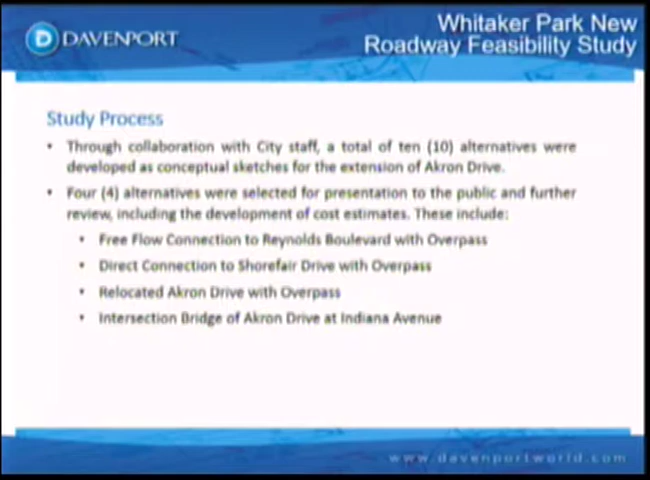 DAVENPORT
Whitaker Park New
Roadway Feasibility Study
Study Process
• Through collaboration with City staff, a total of ten (10) alternatives were
developed as conceptual sketches for the extension of Akron Drive.
• Four (4) alternatives were selected for presentation to the public and further
review, including the development of cost estimates. These include:
• Free Flow Connection to Reynolds Boulevard with Overpass
• Direct Connection to Shorefair Drive with Overpass
• Relocated Akron Drive with Overpass
• Intersection Bridge of Akron Drive at Indiana Avenue
www.davenportworld.com